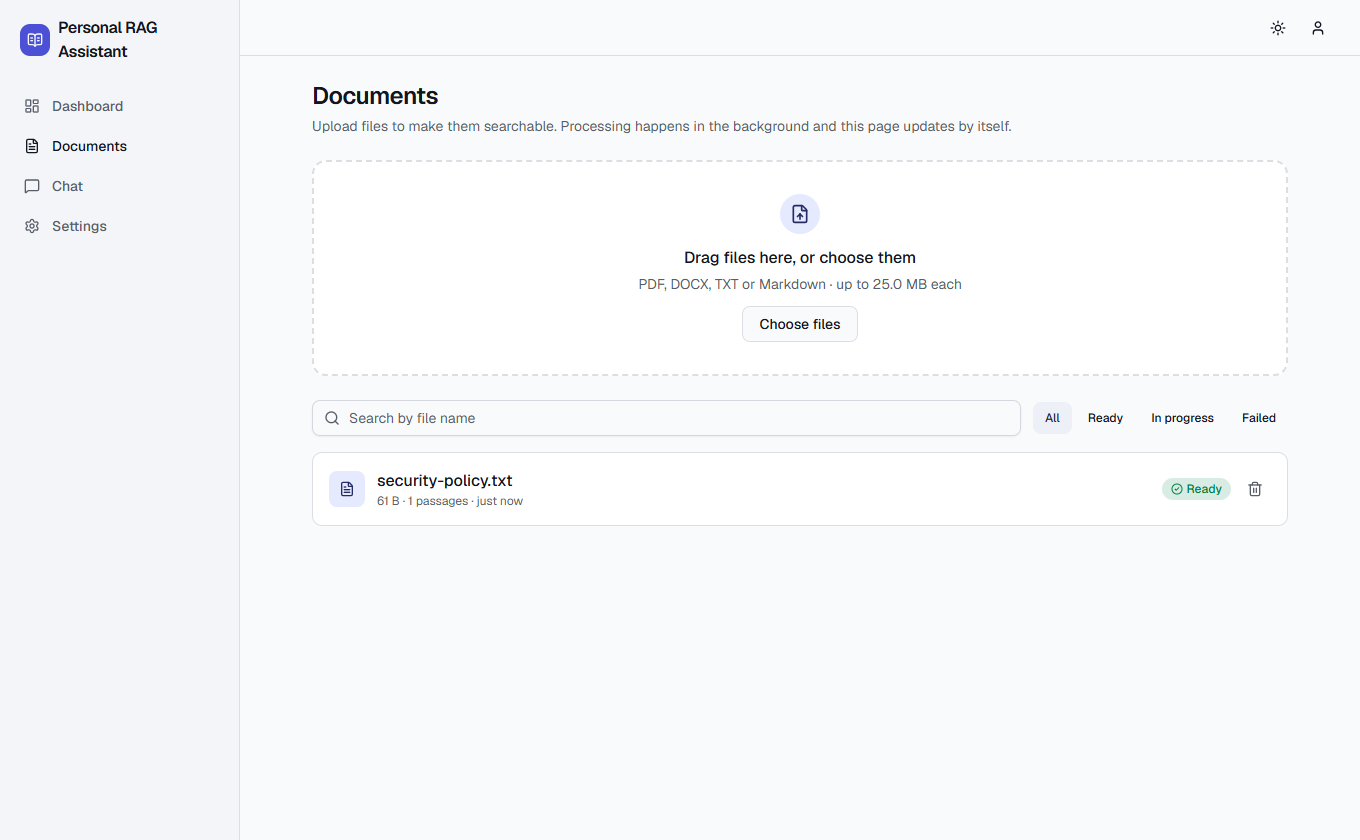 Personal RAG
Assistant
Dashboard
Documents
Chat
Settings
Documents
Upload files to make them searchable. Processing happens in the background and this page updates by itself.
Drag files here, or choose them
PDF, DOCX, TXT or Markdown · up to 25.0 MB each
Choose files
Search by file name
All
Ready
In progress
Failed
security-policy.txt
61 B · 1 passages · just now
Ready